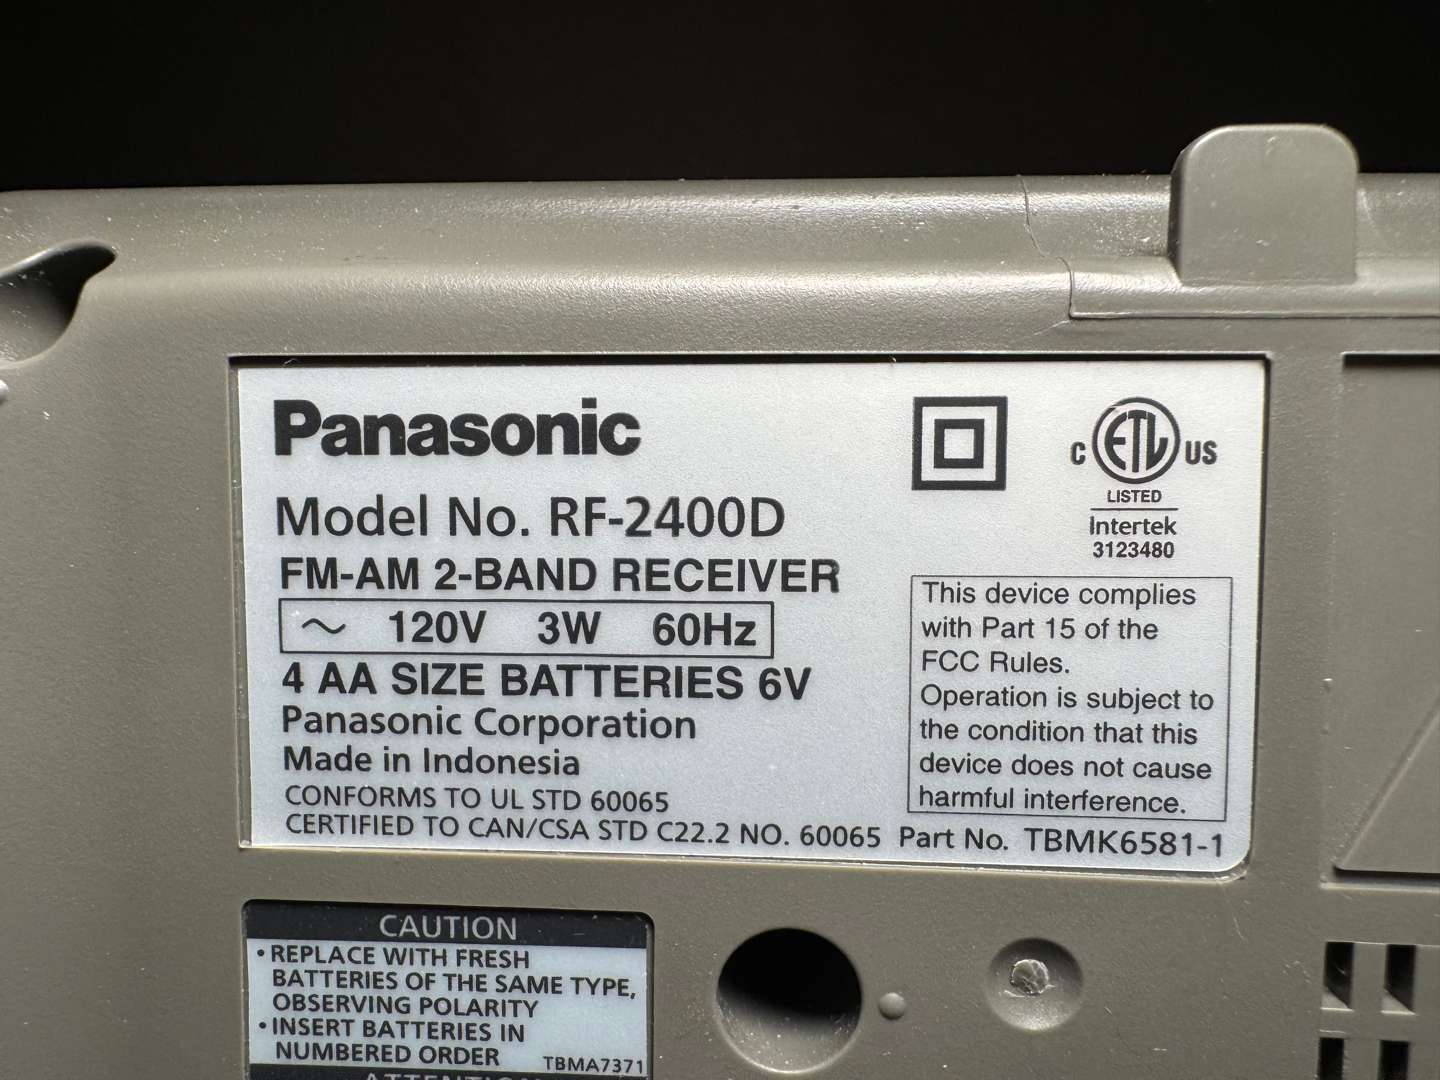 Panasonic
Model No. RF-2400D
FM-AM 2-BAND RECEIVER
～ 120V 3W 60Hz
4 AA SIZE BATTERIES 6V
Panasonic Corporation
Made in Indonesia
CONFORMS TO UL STD 60065
CERTIFIED TO CAN/CSA STD C22.2 NO. 60065
C ETL US
LISTED
Intertek
3123480
This device complies
with Part 15 of the
FCC Rules.
Operation is subject to
the condition that this
device does not cause
harmful interference.
Part No. TBMK6581-1
CAUTION
• REPLACE WITH FRESH
BATTERIES OF THE SAME TYPE,
OBSERVING POLARITY
• INSERT BATTERIES IN
NUMBERED ORDER
TBMA7371
ATTENTION